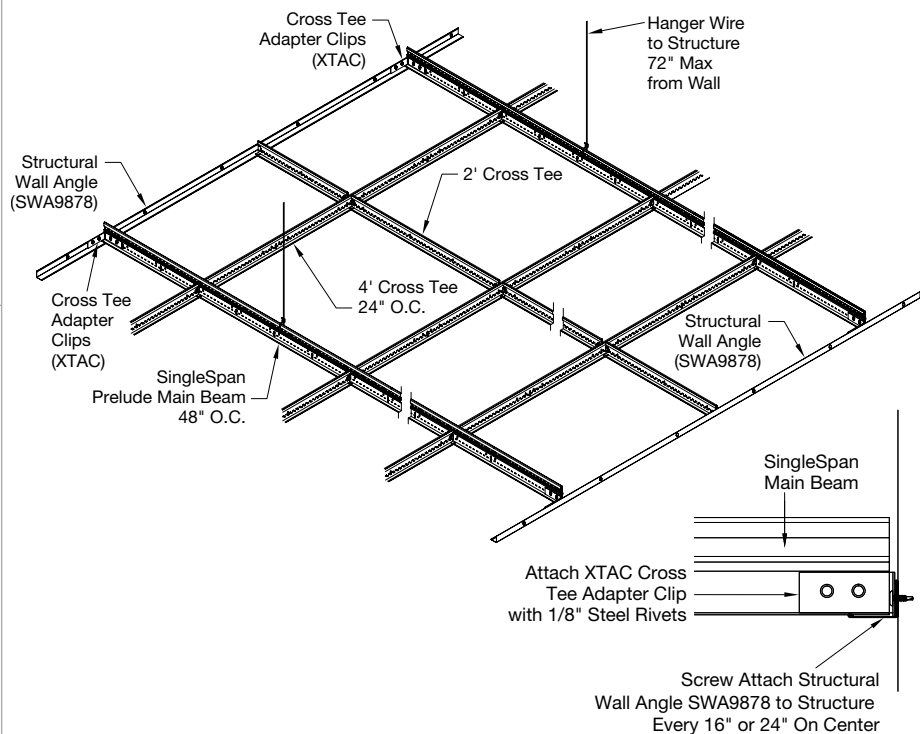 Cross Tee
Adapter Clips
(XTAC)
Hanger Wire
to Structure
72" Max
from Wall
Structural
Wall Angle
(SWA9878)
2' Cross Tee
4' Cross Tee
24" O.C.
Cross Tee
Adapter
Clips
(XTAC)
SingleSpan
Prelude Main Beam
48" O.C.
Structural
Wall Angle
(SWA9878)
SingleSpan
Main Beam
Attach XTAC Cross
Tee Adapter Clip
with 1/8" Steel Rivets
Screw Attach Structural
Wall Angle SWA9878 to Structure
Every 16" or 24" On Center